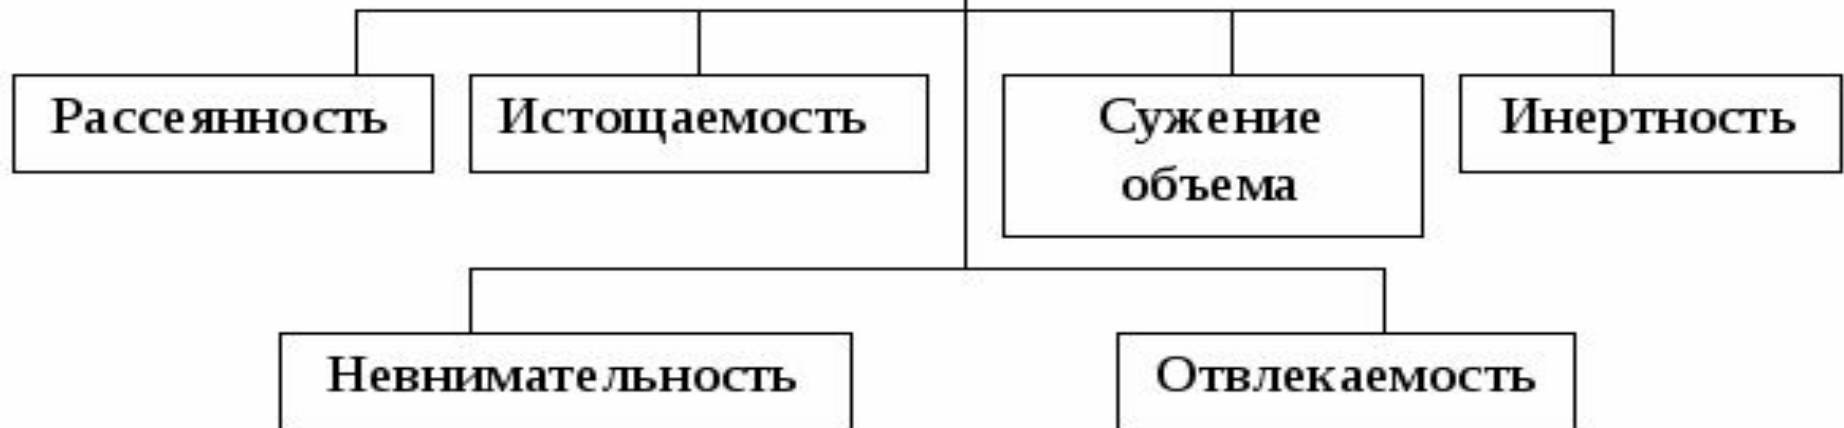 Рассеянность
Истощаемость
Сужение
объема
Инертность
Невнимательность
Отвлекаемость